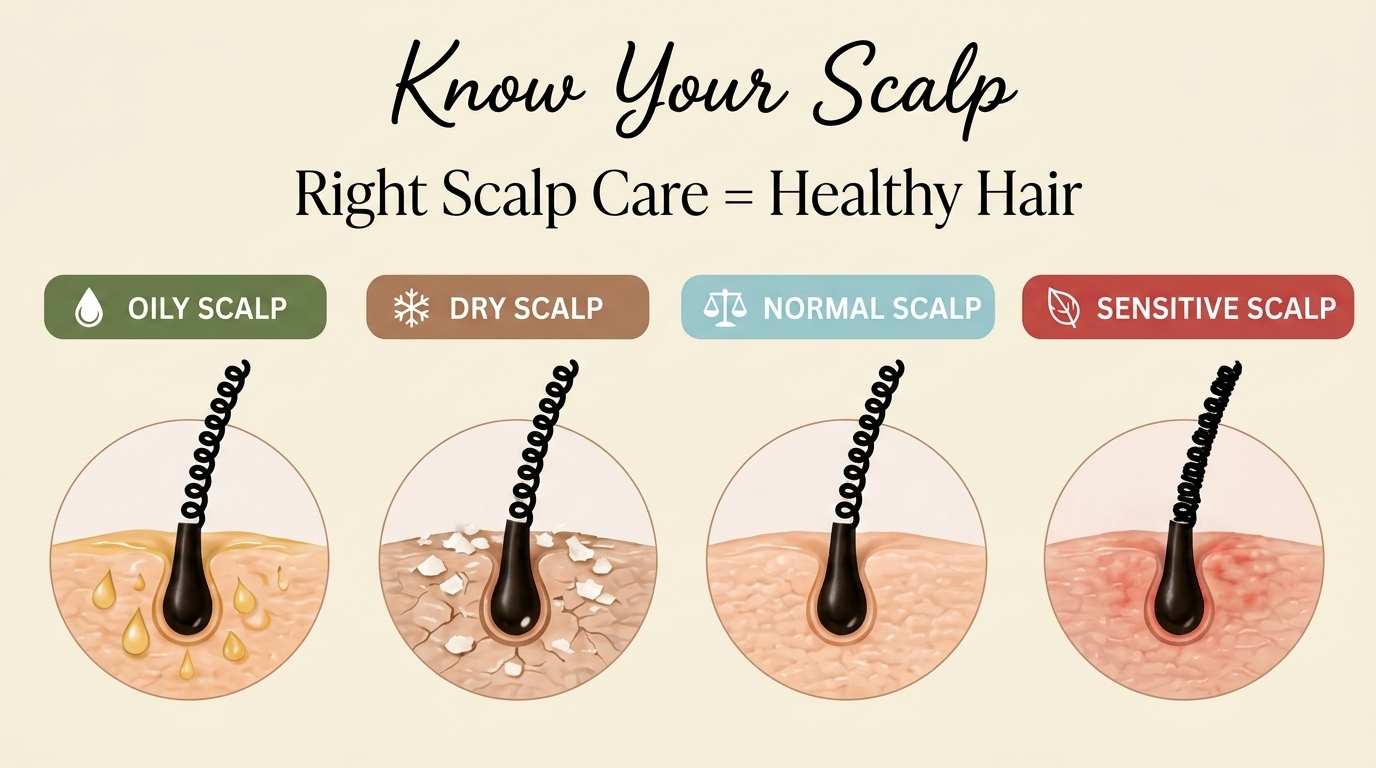 Know Your Scalp
Right Scalp Care = Healthy Hair
OILY SCALP
DRY SCALP
NORMAL SCALP
SENSITIVE SCALP